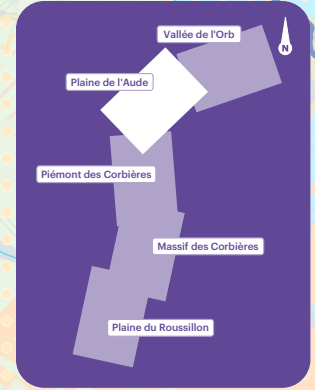 Vallée de l'Orb
N
Plaine de l'Aude
Piémont des Corbières
Massif des Corbières
Plaine du Roussillon